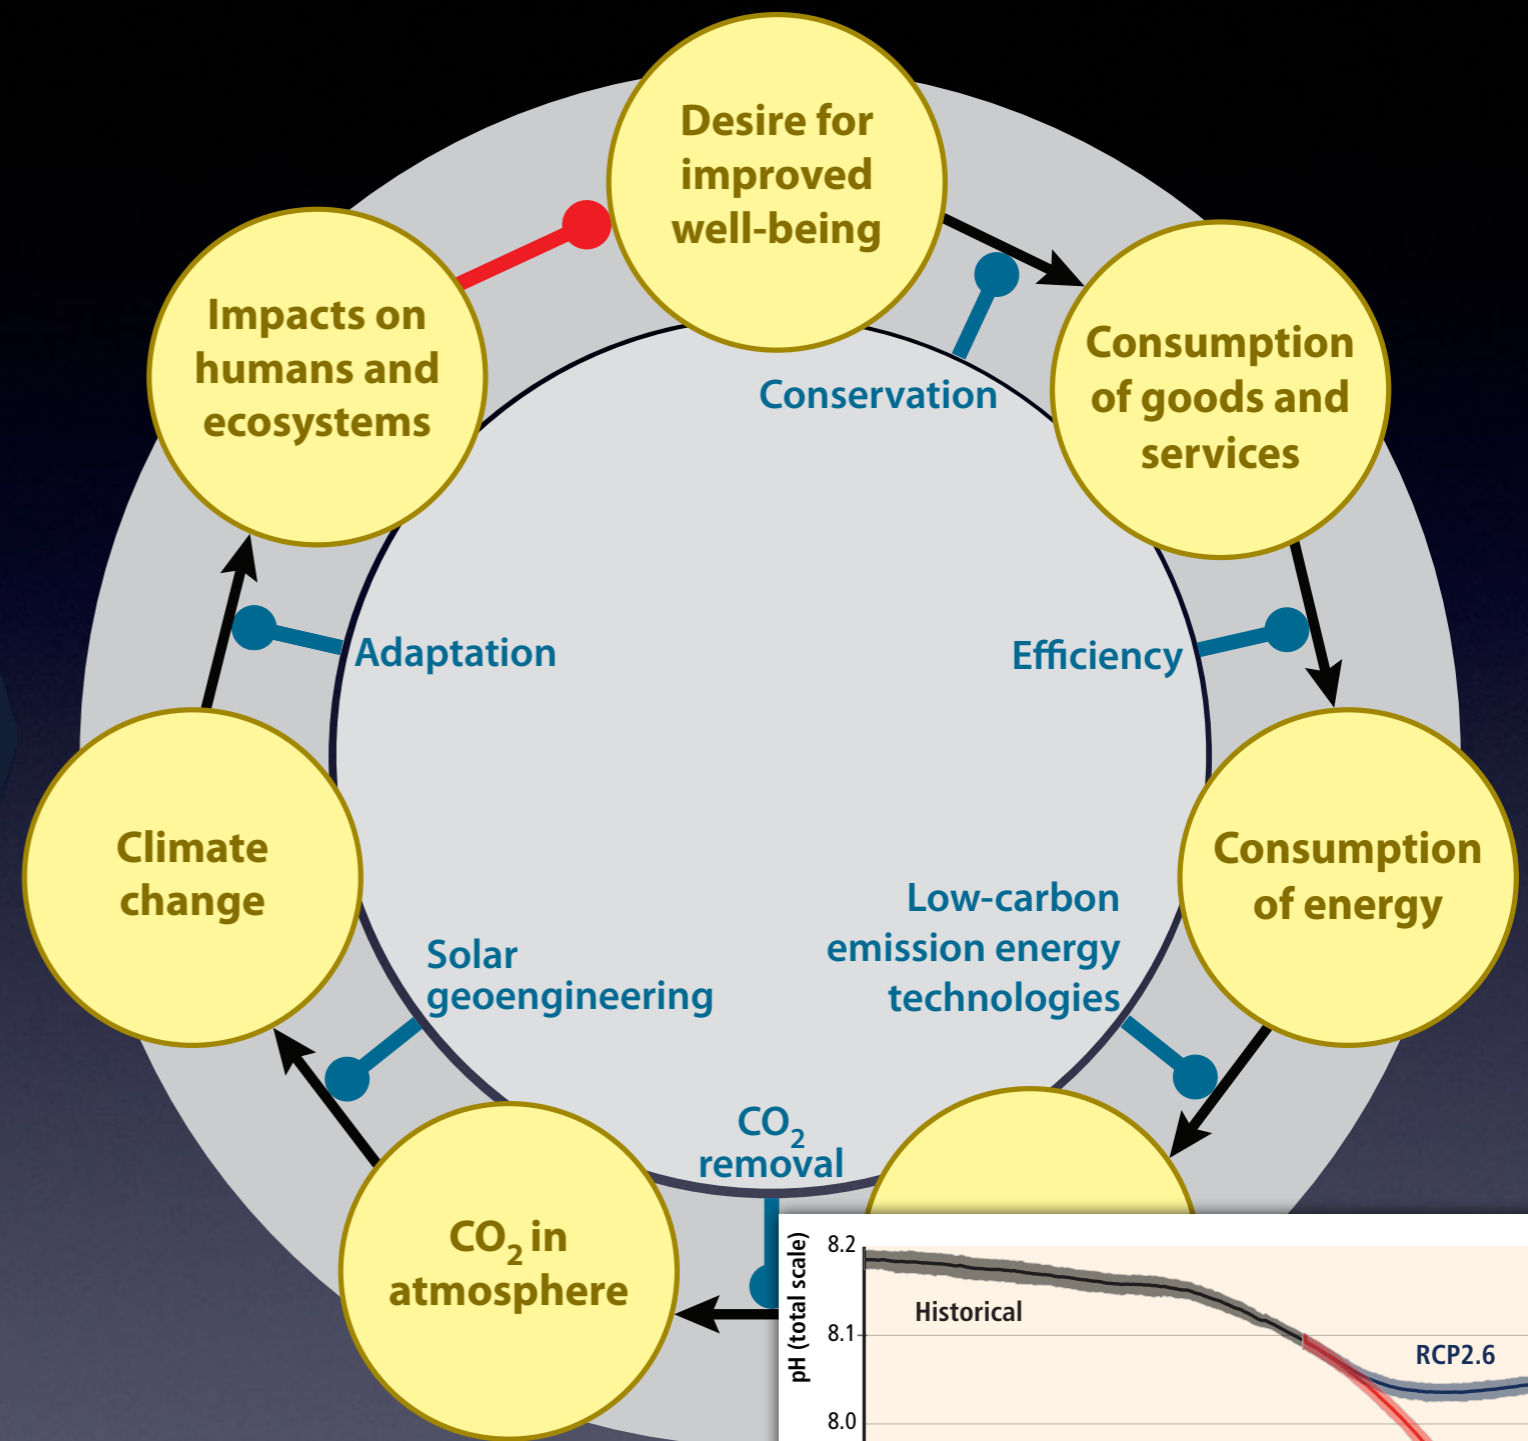 Desire for
improved
well-being
Impacts on
humans and
ecosystems
Consumption
of goods and
services
Conservation
Adaptation
Efficiency
Climate
change
Consumption
of energy
Low-carbon
emission energy
technologies
Solar
geoengineering
CO₂
removal
CO₂ in
atmosphere
pH (total scale)
8.2
Historical
8.1
RCP2.6
8.0